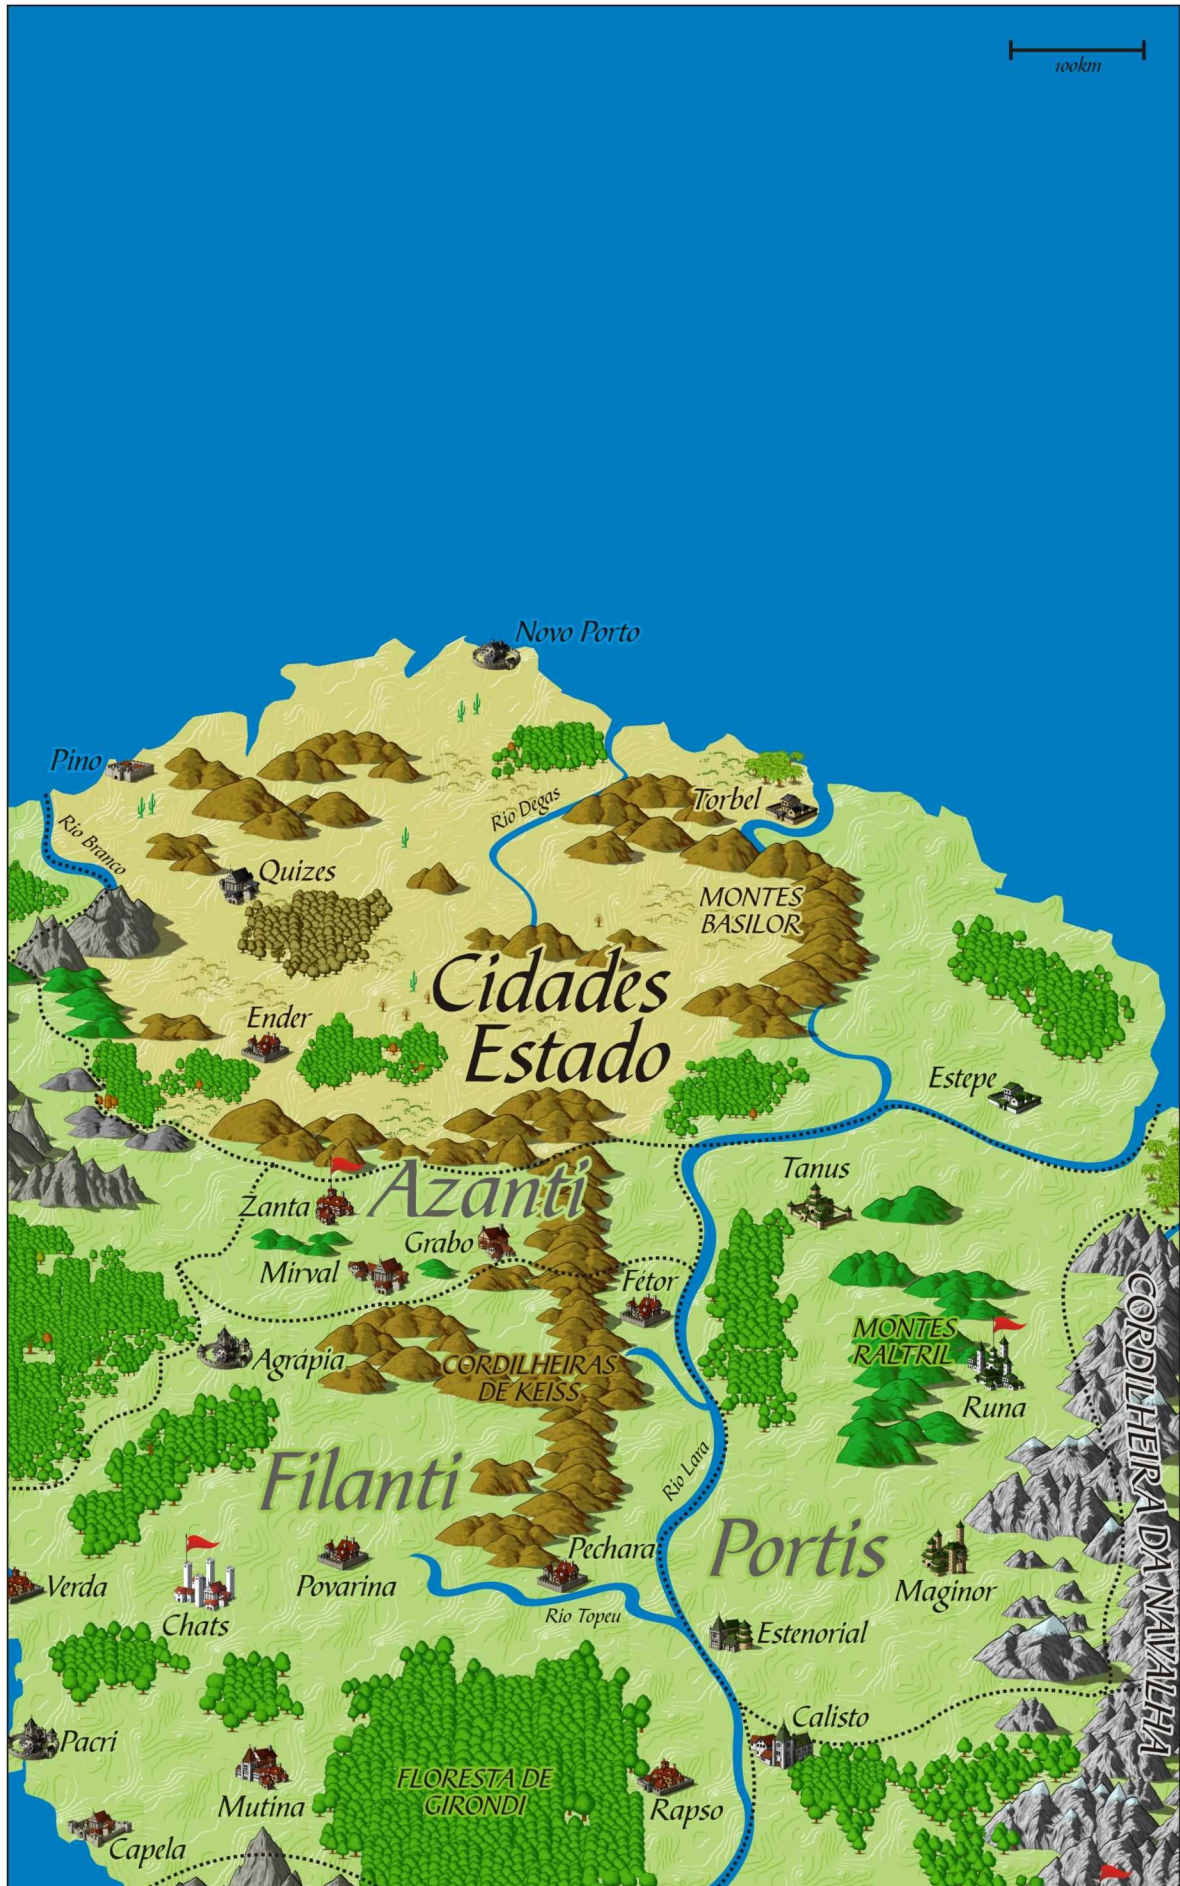 100km
Novo Porto
Pino
Rio Degas
Torbel
Rio Branco
Quizes
MONTES
BASILOR
Cidades
Estado
Ender
Estepe
Azanti
Tanus
Zanta
Grabo
Mirval
Fétor
MONTES
RALTRIL
Agrápia
CORDILHEIRAS
DE KEISS
Runa
CORDILHEIRA DA NAVALHA
Filanti
Rio Lara
Portis
Pechara
Verda
Povarina
Maginor
Chats
Rio Topeu
Estenorial
Calisto
Pacri
FLORESTA DE
GIRONDI
Mutina
Rapso
Capela